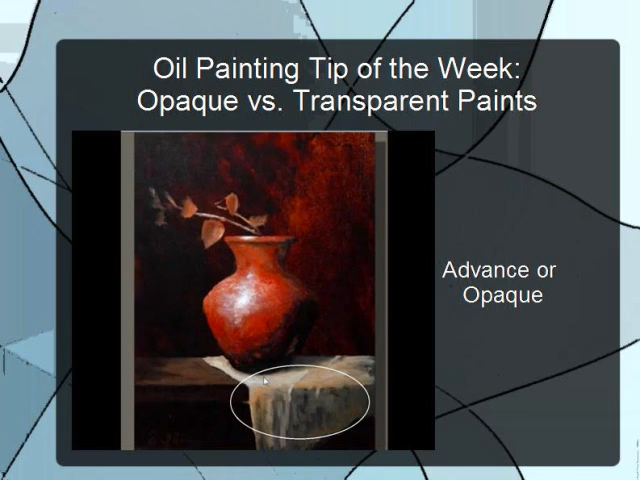 Oil Painting Tip of the Week:
Opaque vs. Transparent Paints
Advance or
Opaque